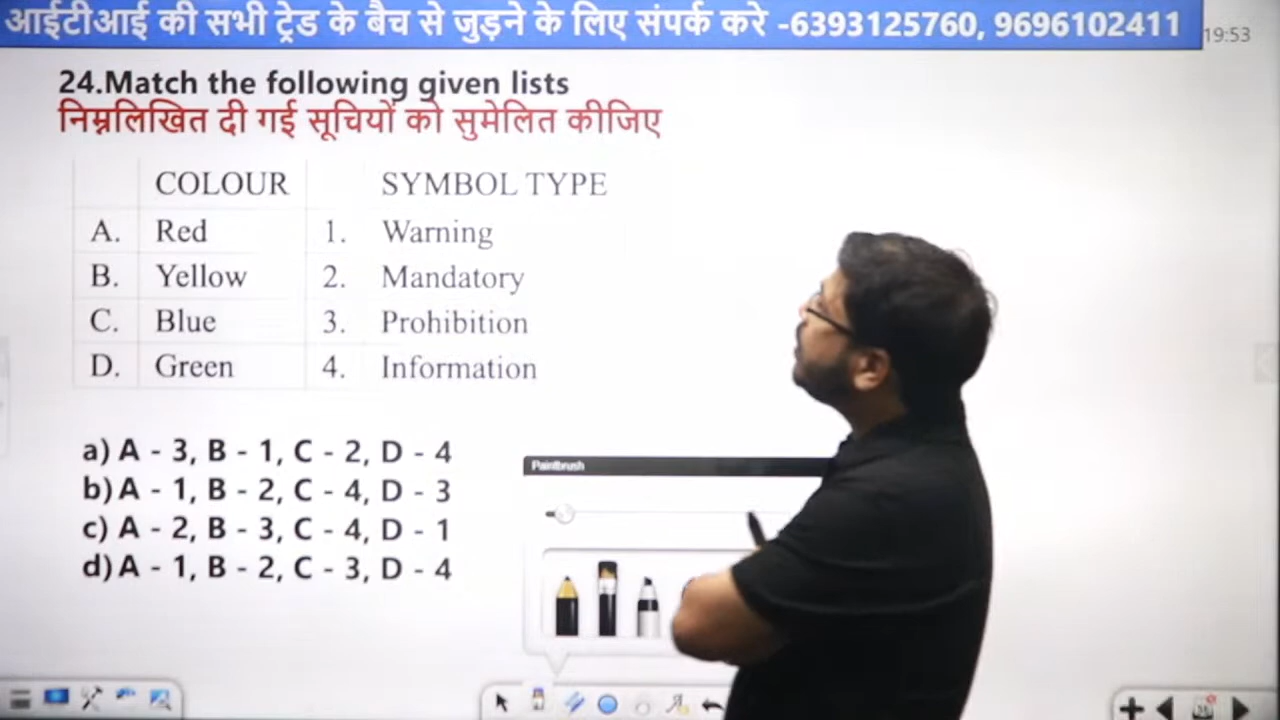 आईटीआई की सभी ट्रेड के बैच से जुड़ने के लिए संपर्क करे -6393125760, 9696102411
19:53
24.Match the following given lists
निम्नलिखित दी गई सूचियों को सुमेलित कीजिए
COLOUR SYMBOL TYPE
A. Red 1. Warning
B. Yellow 2. Mandatory
C. Blue 3. Prohibition
D. Green 4. Information
a) A - 3, B - 1, C - 2, D - 4
b) A - 1, B - 2, C - 4, D - 3
c) A - 2, B - 3, C - 4, D - 1
d) A - 1, B - 2, C - 3, D - 4
Paintbrush